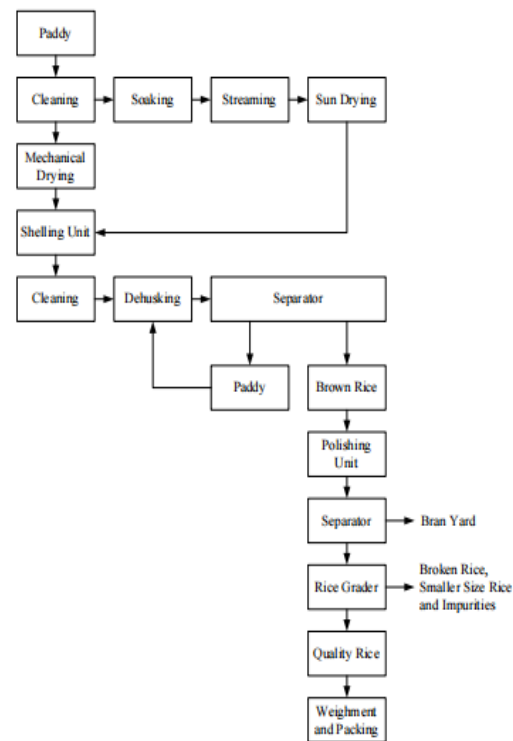 Paddy
Cleaning
Soaking
Streaming
Sun Drying
Mechanical
Drying
Shelling Unit
Cleaning
Dehusking
Separator
Paddy
Brown Rice
Polishing
Unit
Separator
Bran Yard
Rice Grader
Broken Rice,
Smaller Size Rice
and Impurities
Quality Rice
Weighment
and Packing